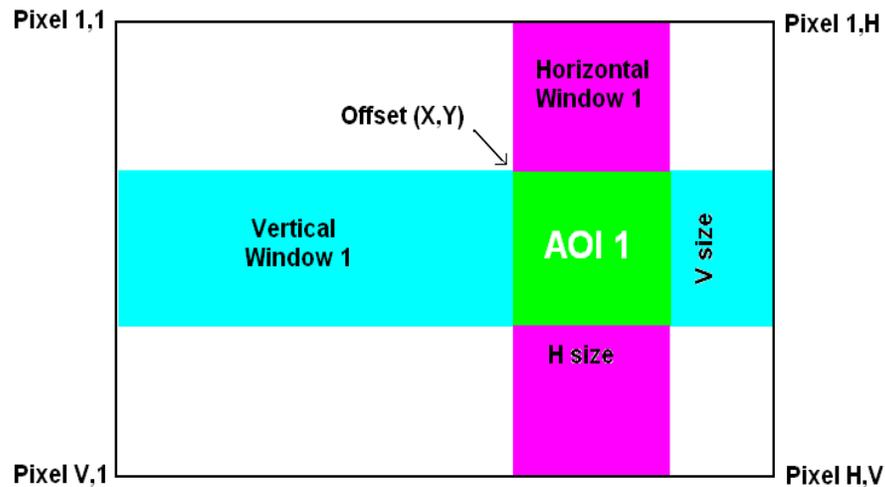 Pixel 1,1
Pixel 1,H
Horizontal
Window 1
Offset (X,Y)
Vertical
Window 1
AOI 1
V size
H size
Pixel V,1
Pixel H,V